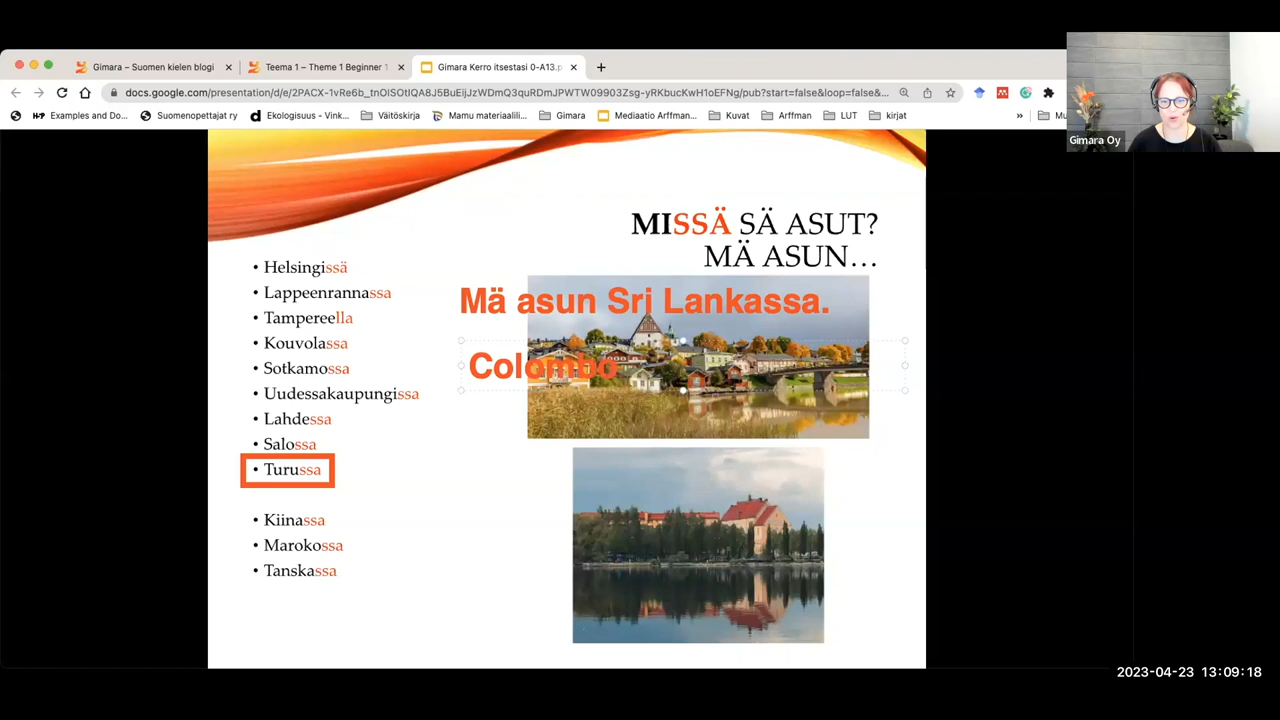 Gimara – Suomen kielen blogi
Teema 1 – Theme 1 Beginner 1
Gimara Kerro itsestasi 0-A13.p
docs.google.com/presentation/d/e/2PACX-1vRe6b_tnOISOtIQA8J5BuEijJzWDmQ3quRDmJPWTW09903Zsg-yRKbucKwH1oEFNg/pub?start=false&loop=false&...
Examples and Do...
Suomenopettajat ry
Ekologisuus - Vink...
Väitöskirja
Mamu materiaalil...
Gimara
Mediaatio Arffman...
Kuvat
Arffman
LUT
kirjat
»
Gimara Oy
MISSÄ SÄ ASUT?
MÄ ASUN...
• Helsingissä
• Lappeenrannassa
• Tampereella
• Kouvolassa
• Sotkamossa
• Uudessakaupungissa
• Lahdessa
• Salossa
• Turussa
• Kiinassa
• Marokossa
• Tanskassa
Mä asun Sri Lankassa.
Colombo
2023-04-23 13:09:18